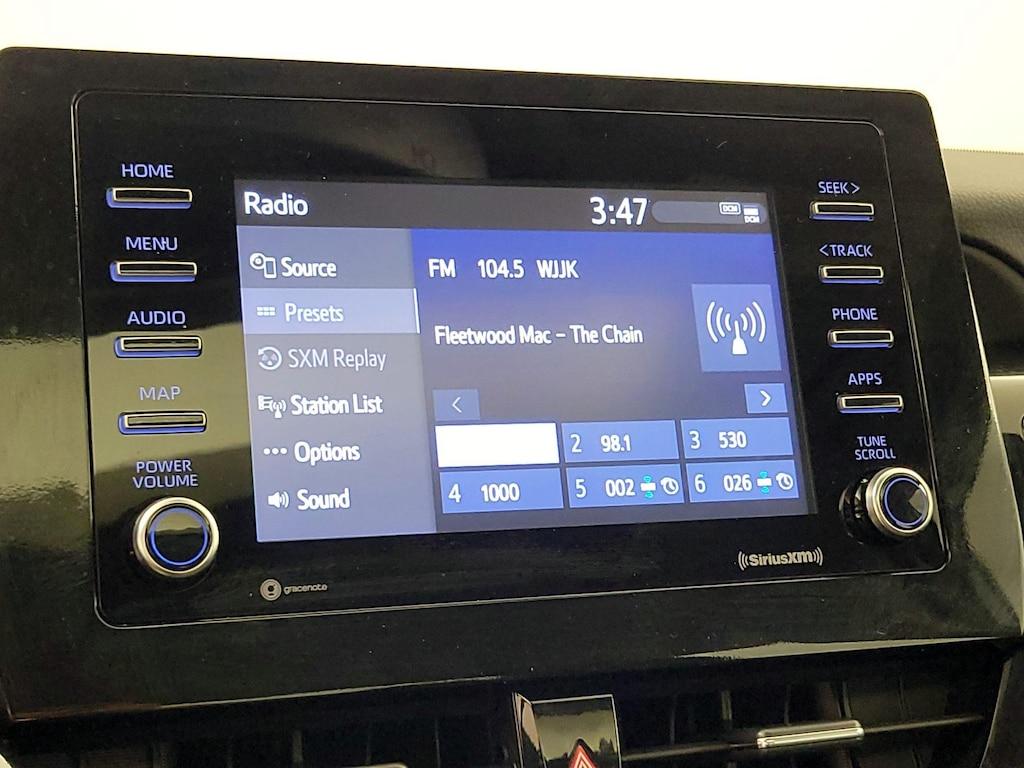 HOME
MENU
AUDIO
MAP
POWER
VOLUME
Radio
3:47
DCM
DCM
Source
Presets
SXM Replay
Station List
Options
Sound
FM 104.5 WJJK
Fleetwood Mac – The Chain
< >
2 98.1
3 530
4 1000
5 002
6 026
SEEK >
< TRACK
PHONE
APPS
TUNE
SCROLL
gracenote
((SiriusXM))